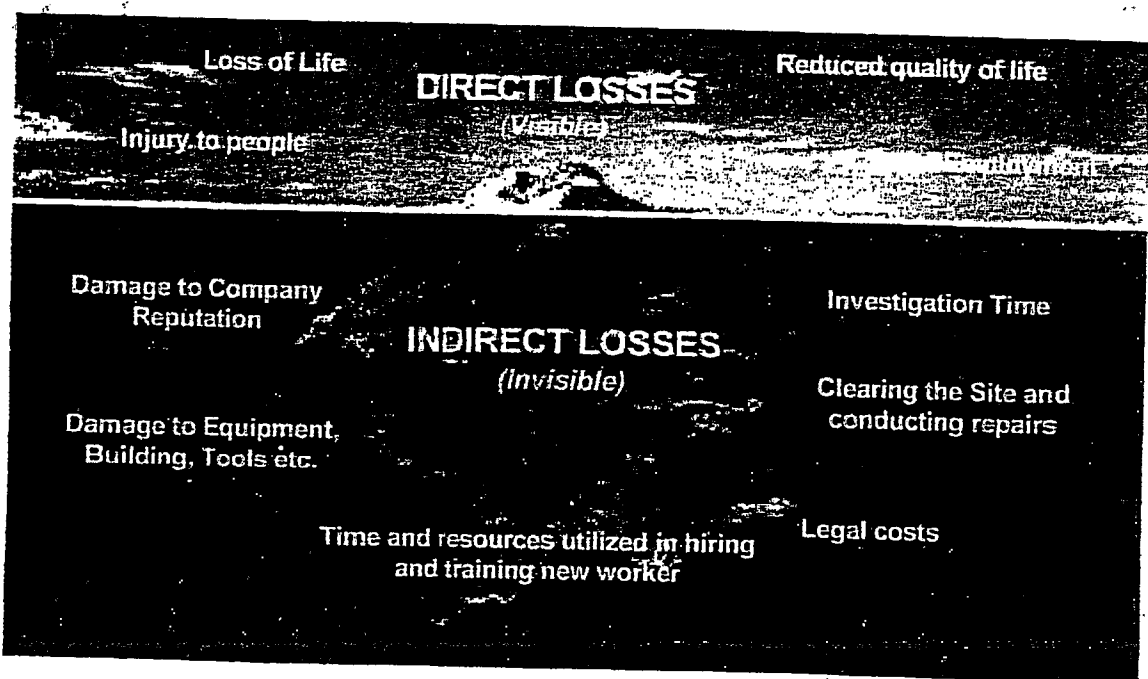 Loss of Life
Reduced quality of life
DIRECT LOSSES
(Visible)
Injury to people
Damage to Company
Reputation
Investigation Time
INDIRECT LOSSES
(Invisible)
Clearing the Site and
conducting repairs
Damage to Equipment,
Building, Tools etc.
Legal costs
Time and resources utilized in hiring
and training new worker